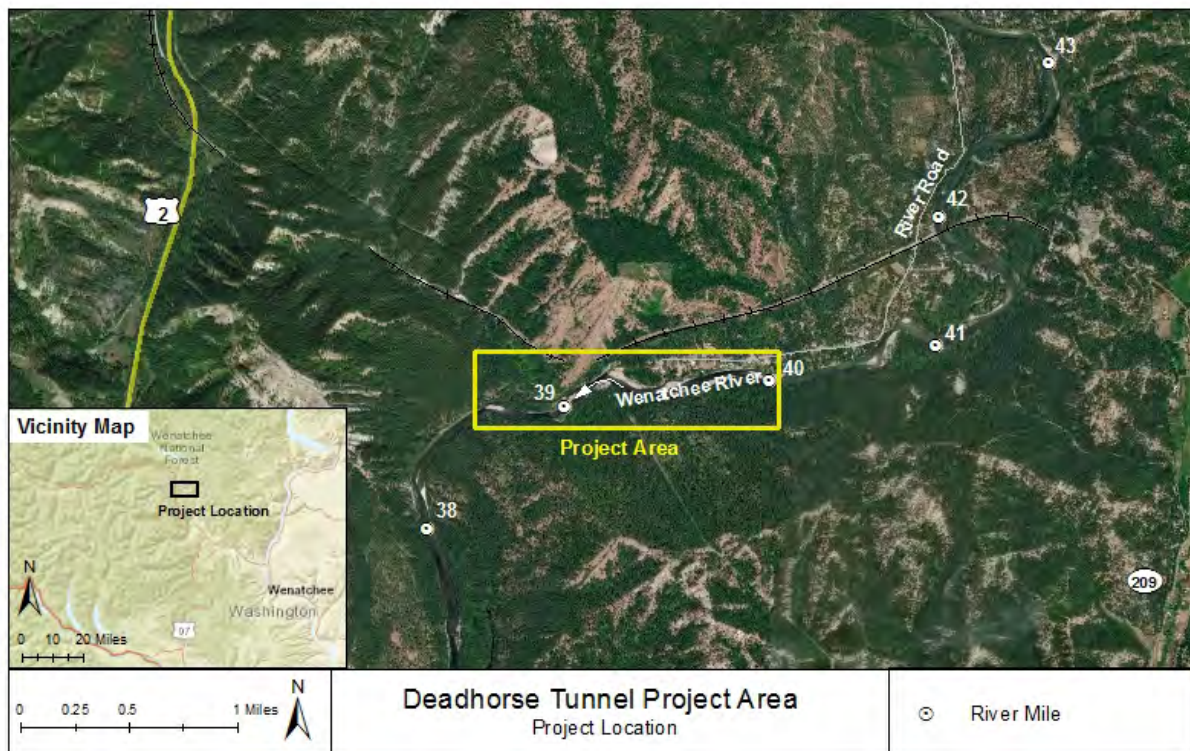 43
2
River Road
42
41
39
Wenatchee River
40
Project Area
38
209
Vicinity Map
Wenatchee
National
Forest
Project Location
N
Wenatchee
Washington
97
0 10 20 Miles
0 0.25 0.5 1 Miles
N
Deadhorse Tunnel Project Area
Project Location
River Mile